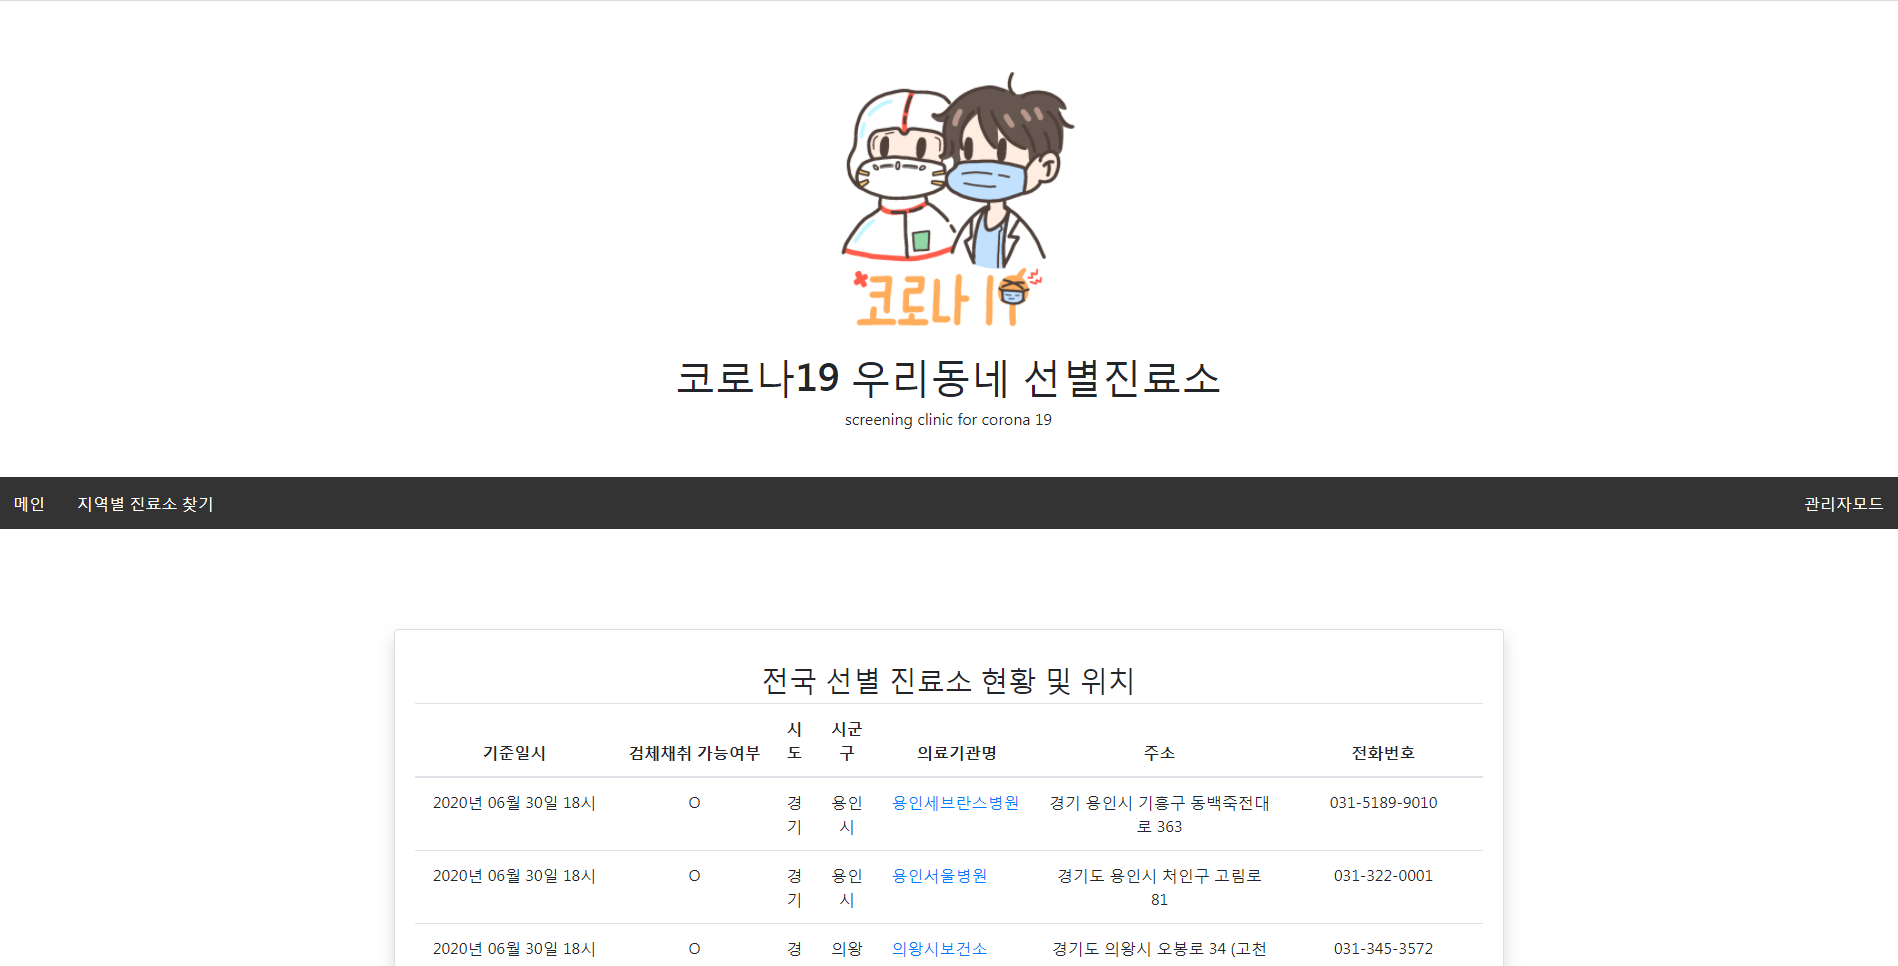 코로나19
코로나19 우리동네 선별진료소
screening clinic for corona 19
메인 지역별 진료소 찾기 관리자모드
전국 선별 진료소 현황 및 위치
기준일시 검체채취 가능여부 시도 시군구 의료기관명 주소 전화번호
2020년 06월 30일 18시 O 경기 용인시 용인세브란스병원 경기 용인시 기흥구 동백죽전대로 363 031-5189-9010
2020년 06월 30일 18시 O 경기 용인시 용인서울병원 경기도 용인시 처인구 고림로 81 031-322-0001
2020년 06월 30일 18시 O 경 의왕 의왕시보건소 경기도 의왕시 오봉로 34 (고천 031-345-3572